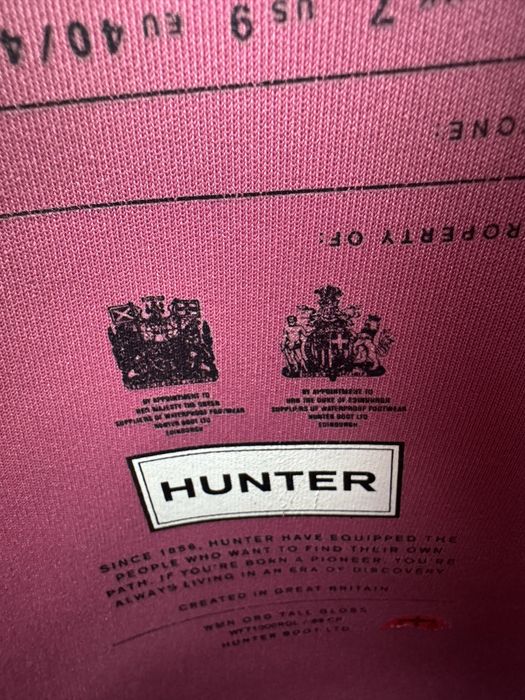 7 US 9 EU 40/4
ONE:
ROPERTY OF:
BY APPOINTMENT TO
HER MAJESTY THE QUEEN
SUPPLIERS OF WATERPROOF FOOTWEAR
HUNTER BOOT LTD
EDINBURGH
BY APPOINTMENT TO
HRH THE DUKE OF EDINBURGH
SUPPLIERS OF WATERPROOF FOOTWEAR
HUNTER BOOT LTD
EDINBURGH
HUNTER
SINCE 1856, HUNTER HAVE EQUIPPED THE
PEOPLE WHO WANT TO FIND THEIR OWN
PATH. IF YOU'RE BORN A PIONEER, YOU'RE
ALWAYS LIVING IN AN ERA OF DISCOVERY
CREATED IN GREAT BRITAIN
WMN ORG TALL GLOSS
WFT1000RGL
HUNTER BOOT LTD